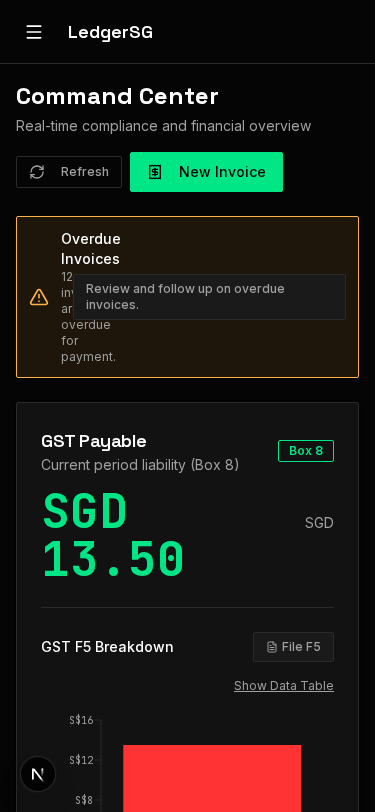 LedgerSG
Command Center
Real-time compliance and financial overview
Refresh
New Invoice
Overdue
Invoices
12
overdue
for
payment.
Review and follow up on overdue
invoices.
GST Payable
Current period liability (Box 8)
Box 8
SGD
13.50
SGD
GST F5 Breakdown
File F5
Show Data Table
S$16
S$12
S$8
N